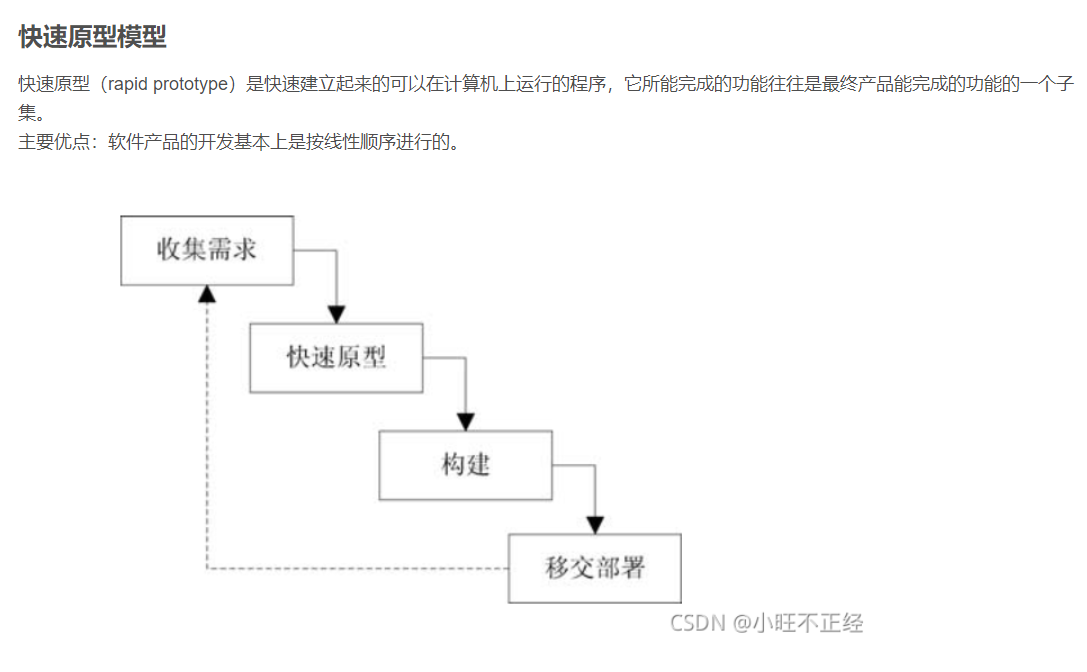 快速原型模型
快速原型（rapid prototype）是快速建立起来的可以在计算机上运行的程序，它所能完成的功能往往是最终产品能完成的功能的一个子
集。
主要优点：软件产品的开发基本上是按线性顺序进行的。
收集需求
快速原型
构建
移交部署
CSDN @小旺不正经